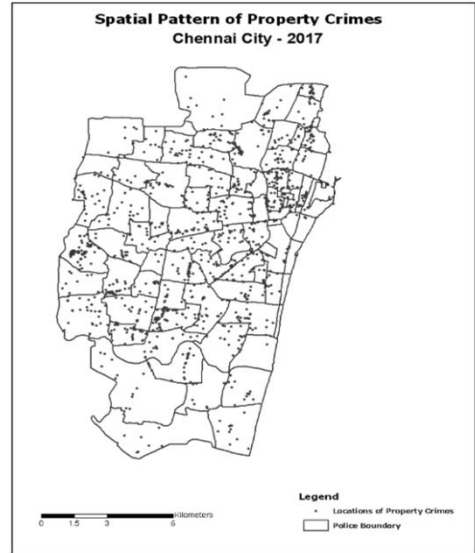 Spatial Pattern of Property Crimes
Chennai City - 2017
Kilometers
0 1.5 3 6
Legend
Locations of Property Crimes
Police Boundary